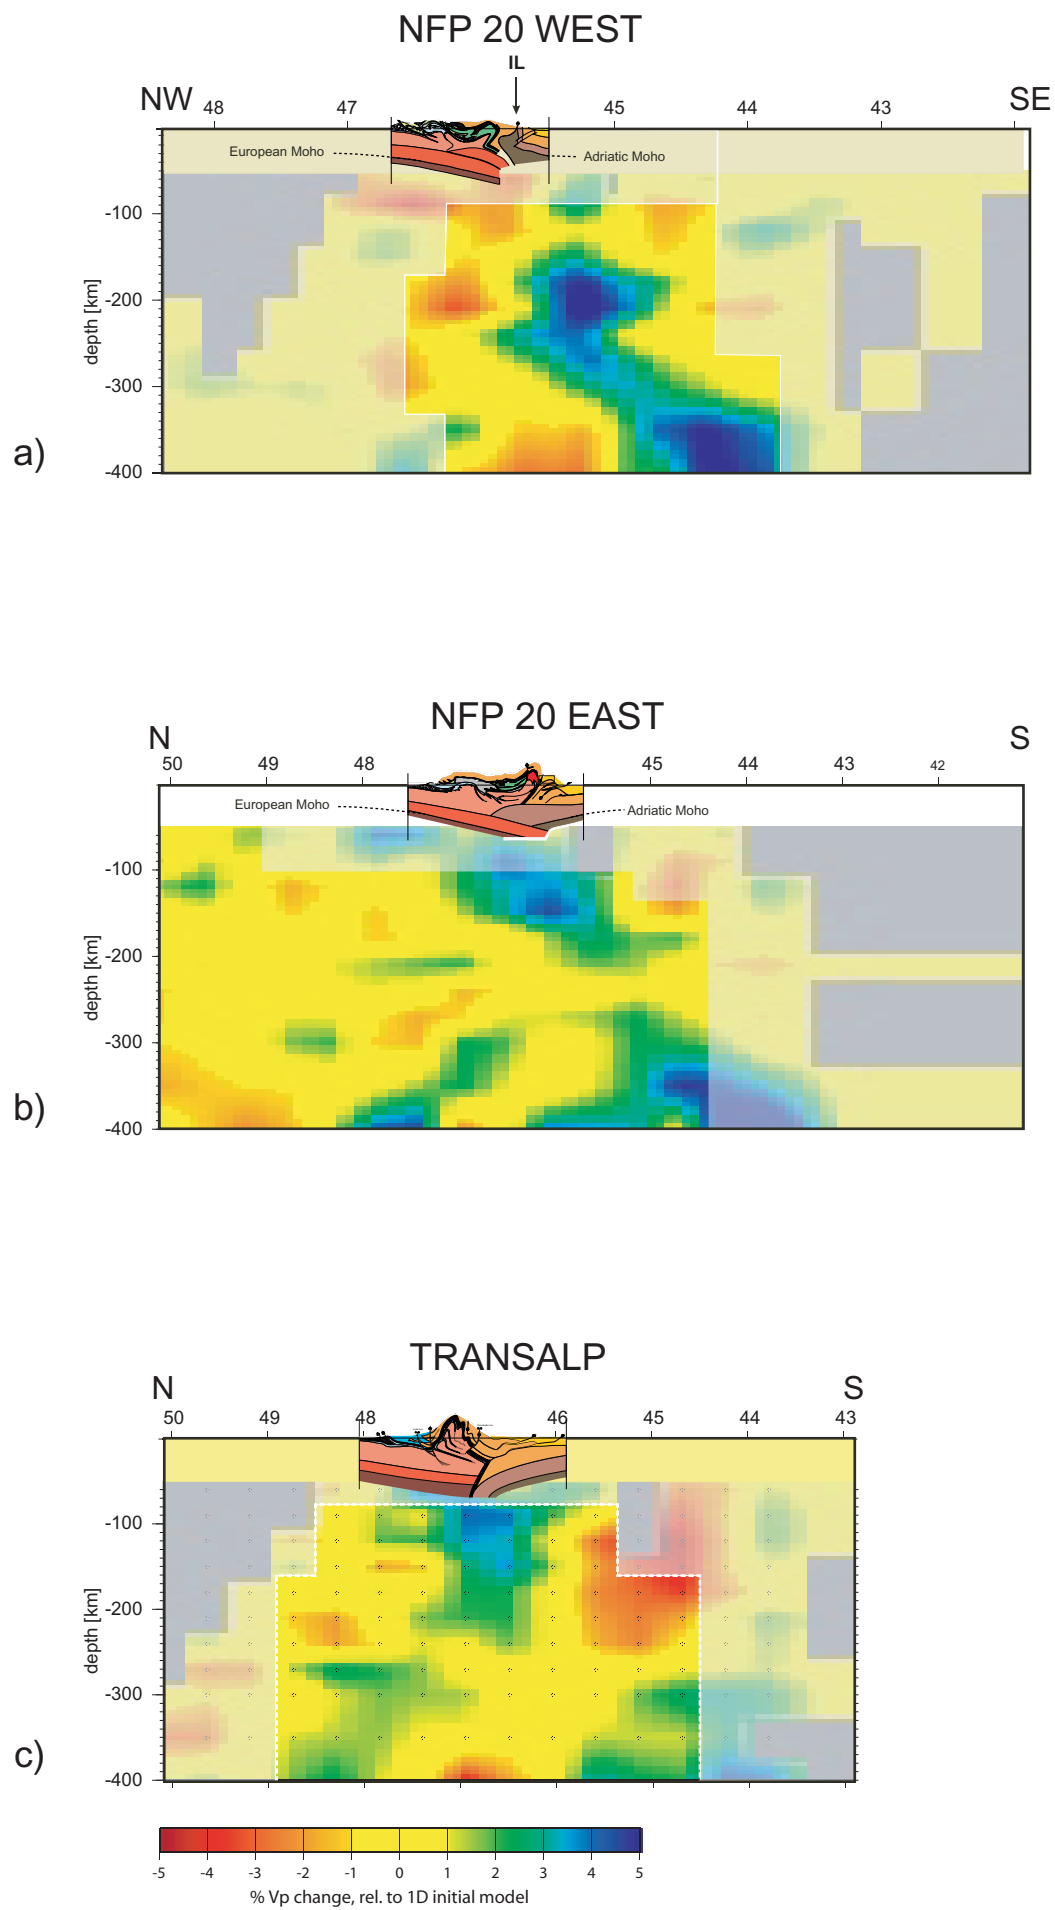 NFP 20 WEST
IL
NW 48 47 45 44 43 SE
European Moho
Adriatic Moho
-100
-200
-300
-400
depth [km]
a)
NFP 20 EAST
N S
50 49 48 45 44 43 42
European Moho
Adriatic Moho
-100
-200
-300
-400
depth [km]
b)
TRANSALP
N S
50 49 48 46 45 44 43
-100
-200
-300
-400
depth [km]
c)
-5 -4 -3 -2 -1 0 1 2 3 4 5
% Vp change, rel. to 1D initial model